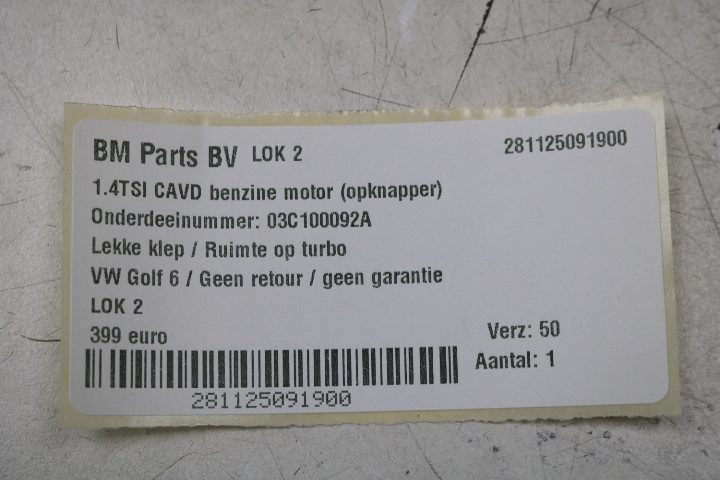 BM Parts BV LOK 2 281125091900
1.4TSI CAVD benzine motor (opknapper)
Onderdeelnummer: 03C100092A
Lekke klep / Ruimte op turbo
VW Golf 6 / Geen retour / geen garantie
LOK 2
399 euro Verz: 50
Aantal: 1
281125091900